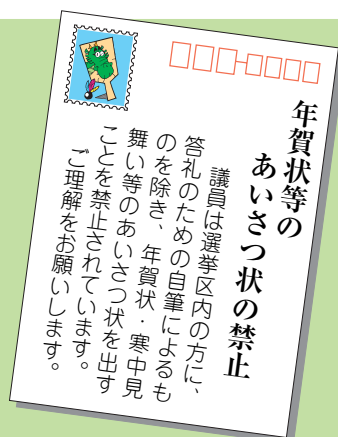 年賀状等の
あいさつ状の禁止
議員は選挙区内の方に、
答礼のための自筆によるも
のを除き、年賀状・寒中見
舞い等のあいさつ状を出す
ことを禁止されています。
ご理解をお願いします。